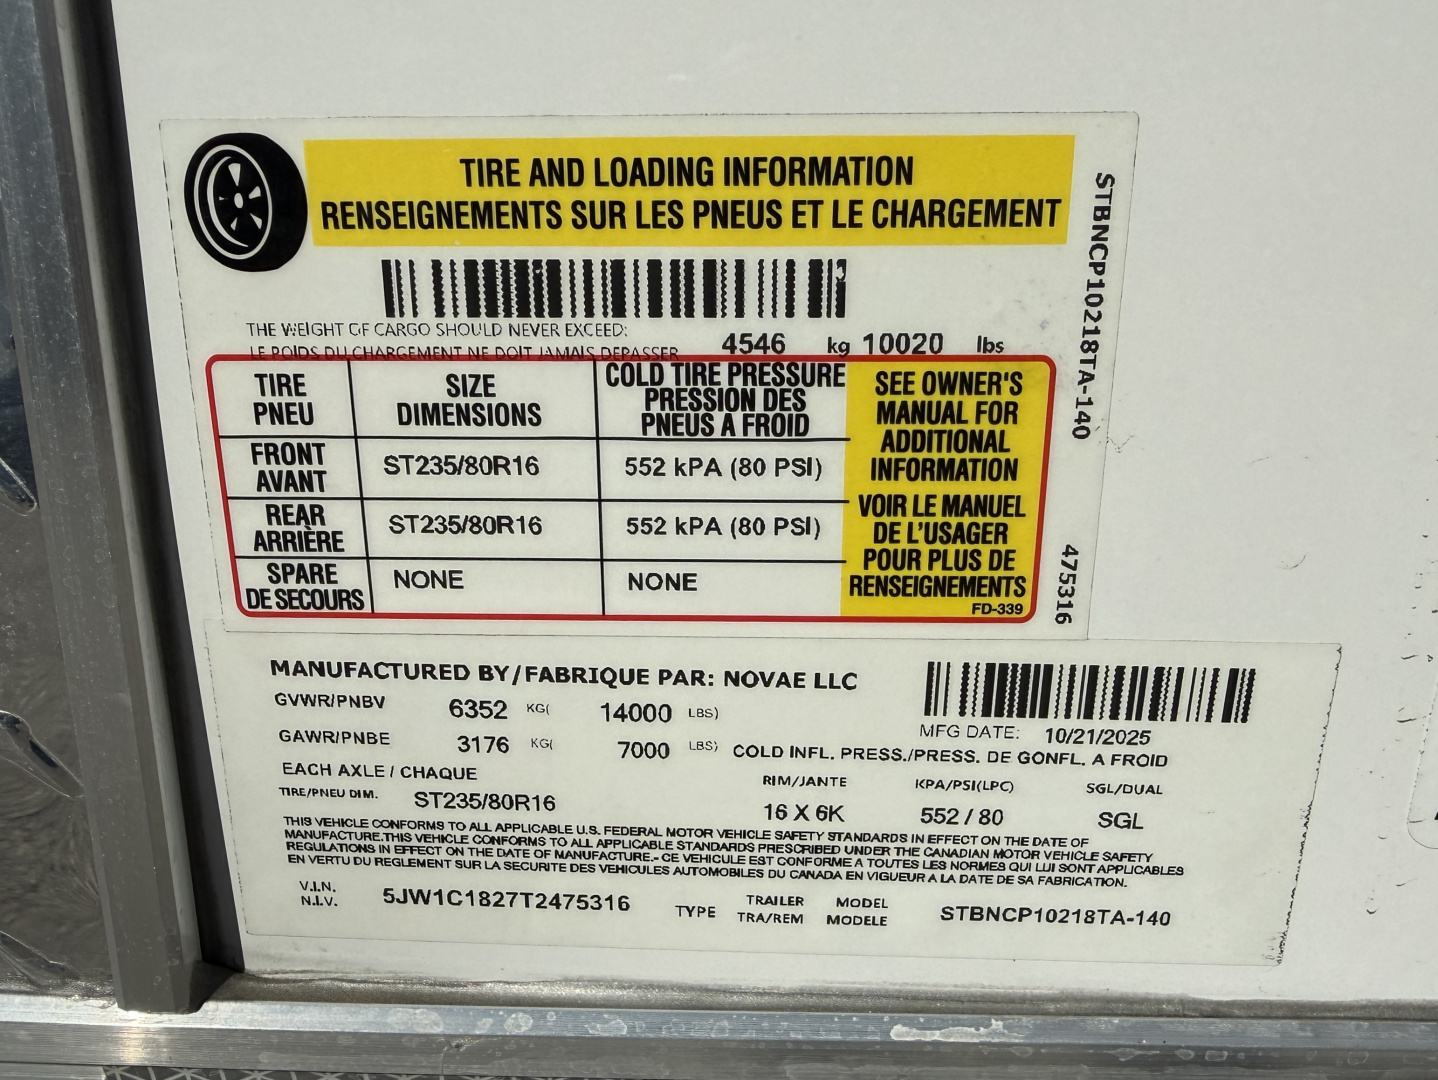 TIRE AND LOADING INFORMATION
RENSEIGNEMENTS SUR LES PNEUS ET LE CHARGEMENT
THE WEIGHT OF CARGO SHOULD NEVER EXCEED:
LE POIDS DU CHARGEMENT NE DOIT JAMAIS DEPASSER 4546 kg 10020 lbs
TIRE PNEU
SIZE DIMENSIONS
COLD TIRE PRESSURE
PRESSION DES
PNEUS A FROID
FRONT AVANT ST235/80R16 552 kPA (80 PSI)
REAR ARRIÈRE ST235/80R16 552 kPA (80 PSI)
SPARE DE SECOURS NONE NONE
SEE OWNER'S
MANUAL FOR
ADDITIONAL
INFORMATION
VOIR LE MANUEL
DE L'USAGER
POUR PLUS DE
RENSEIGNEMENTS
FD-339
STBNCP10218TA-140
475316
MANUFACTURED BY/FABRIQUE PAR: NOVAE LLC
GVWR/PNBV 6352 KG( 14000 LBS)
MFG DATE: 10/21/2025
GAWR/PNBE 3176 KG( 7000 LBS) COLD INFL. PRESS./PRESS. DE GONFL. A FROID
EACH AXLE / CHAQUE RIM/JANTE KPA/PSI(LPC) SGL/DUAL
TIRE/PNEU DIM. ST235/80R16 16 X 6K 552 / 80 SGL
THIS VEHICLE CONFORMS TO ALL APPLICABLE U.S. FEDERAL MOTOR VEHICLE SAFETY STANDARDS IN EFFECT ON THE DATE OF
MANUFACTURE.THIS VEHICLE CONFORMS TO ALL APPLICABLE STANDARDS PRESCRIBED UNDER THE CANADIAN MOTOR VEHICLE SAFETY
REGULATIONS IN EFFECT ON THE DATE OF MANUFACTURE.- CE VEHICULE EST CONFORME A TOUTES LES NORMES QUI LUI SONT APPLICABLES
EN VERTU DU REGLEMENT SUR LA SECURITE DES VEHICULES AUTOMOBILES DU CANADA EN VIGUEUR A LA DATE DE SA FABRICATION.
V.I.N.
N.I.V. 5JW1C1827T2475316 TYPE TRAILER TRA/REM MODEL MODELE STBNCP10218TA-140